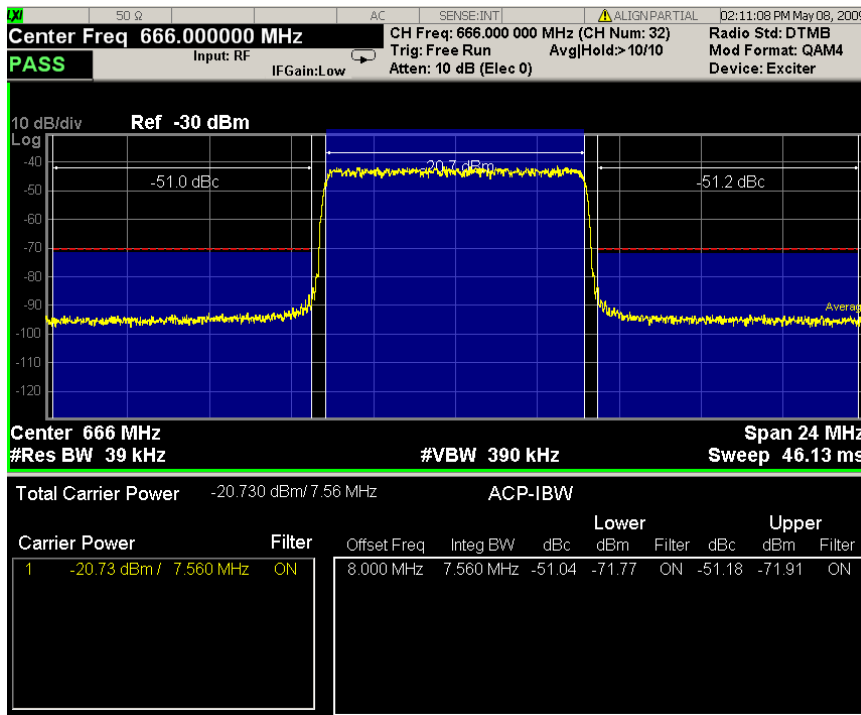 LXI 50 Ω AC SENSE:INT ALIGN PARTIAL 02:11:08 PM May 08, 200
Center Freq 666.000000 MHz
CH Freq: 666.000 000 MHz (CH Num: 32) Radio Std: DTMB
PASS
Input: RF
Trig: Free Run Avg|Hold:>10/10 Mod Format: QAM4
IFGain:Low
Atten: 10 dB (Elec 0) Device: Exciter
10 dB/div Ref -30 dBm
Log
-40
20.7 dBm
-50
-51.0 dBc
-51.2 dBc
-60
-70
-80
-90
Averag
-100
-110
-120
Center 666 MHz Span 24 MHz
#Res BW 39 kHz #VBW 390 kHz Sweep 46.13 ms
Total Carrier Power -20.730 dBm/ 7.56 MHz ACP-IBW
Lower Upper
Carrier Power Filter Offset Freq Integ BW dBc dBm Filter dBc dBm Filter
1 -20.73 dBm / 7.560 MHz ON 8.000 MHz 7.560 MHz -51.04 -71.77 ON -51.18 -71.91 ON